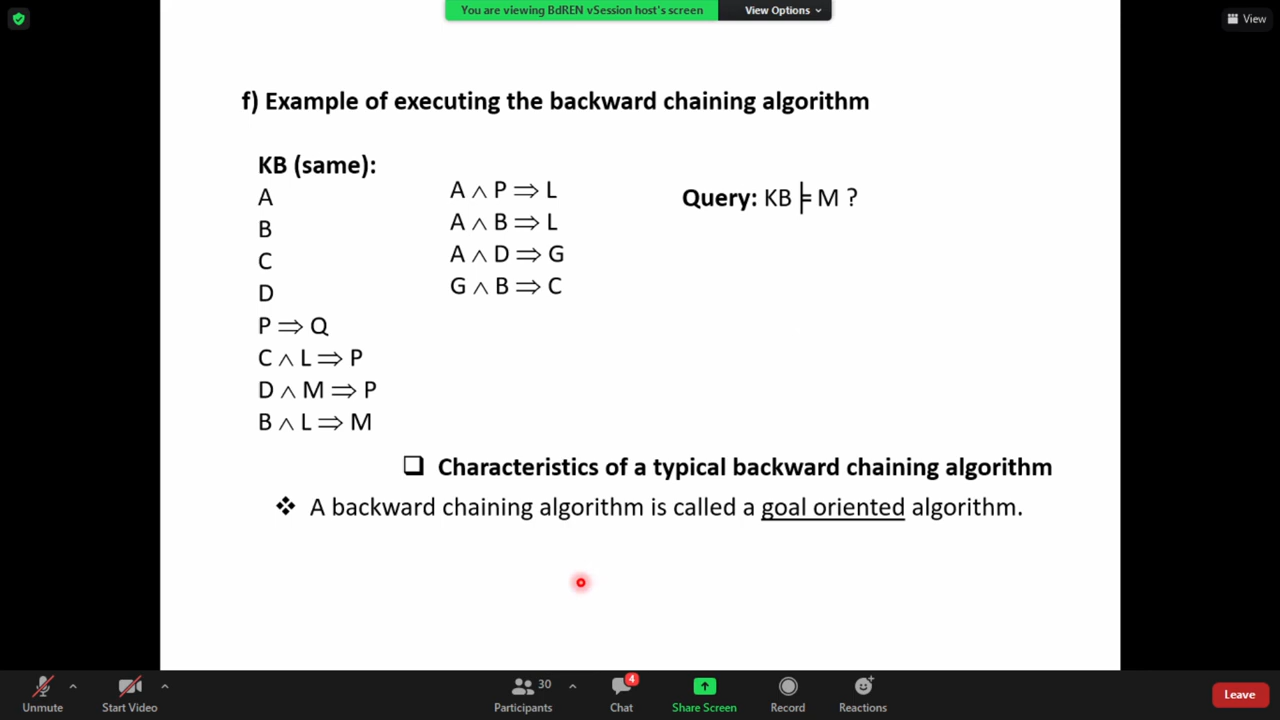 You are viewing BdREN vSession host's screen
View Options
View
f) Example of executing the backward chaining algorithm
KB (same):
A
B
C
D
P ⇒ Q
C ∧ L ⇒ P
D ∧ M ⇒ P
B ∧ L ⇒ M
A ∧ P ⇒ L
A ∧ B ⇒ L
A ∧ D ⇒ G
G ∧ B ⇒ C
Query: KB ╞ M ?
❑ Characteristics of a typical backward chaining algorithm
❖ A backward chaining algorithm is called a goal oriented algorithm.
Unmute
Start Video
30
Participants
4
Chat
Share Screen
Record
Reactions
Leave